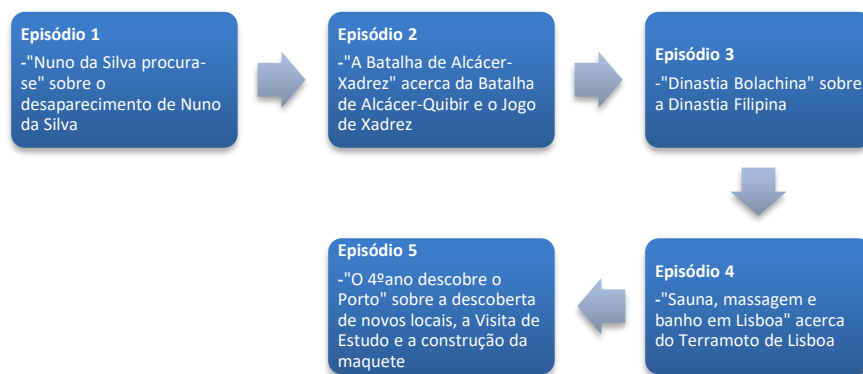 Episódio 1
-"Nuno da Silva procura-
se" sobre o
desaparecimento de Nuno
da Silva
Episódio 2
-"A Batalha de Alcácer-
Xadrez" acerca da Batalha
de Alcácer-Quibir e o Jogo
de Xadrez
Episódio 3
-"Dinastia Bolachina" sobre
a Dinastia Filipina
Episódio 4
-"Sauna, massagem e
banho em Lisboa" acerca
do Terramoto de Lisboa
Episódio 5
-"O 4ºano descobre o
Porto" sobre a descoberta
de novos locais, a Visita de
Estudo e a construção da
maquete